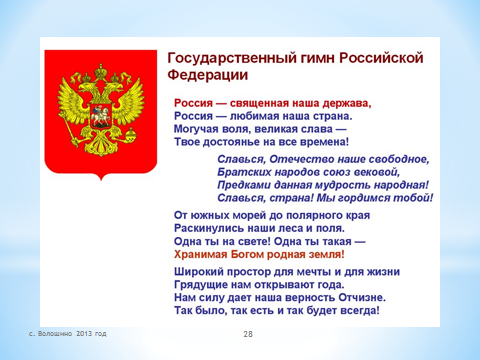 Государственный гимн Российской
Федерации
Россия — священная наша держава,
Россия — любимая наша страна.
Могучая воля, великая слава —
Твое достоянье на все времена!
Славься, Отечество наше свободное,
Братских народов союз вековой,
Предками данная мудрость народная!
Славься, страна! Мы гордимся тобой!
От южных морей до полярного края
Раскинулись наши леса и поля.
Одна ты на свете! Одна ты такая —
Хранимая Богом родная земля!
Широкий простор для мечты и для жизни
Грядущие нам открывают года.
Нам силу дает наша верность Отчизне.
Так было, так есть и так будет всегда!
с. Волошино 2013 год
28